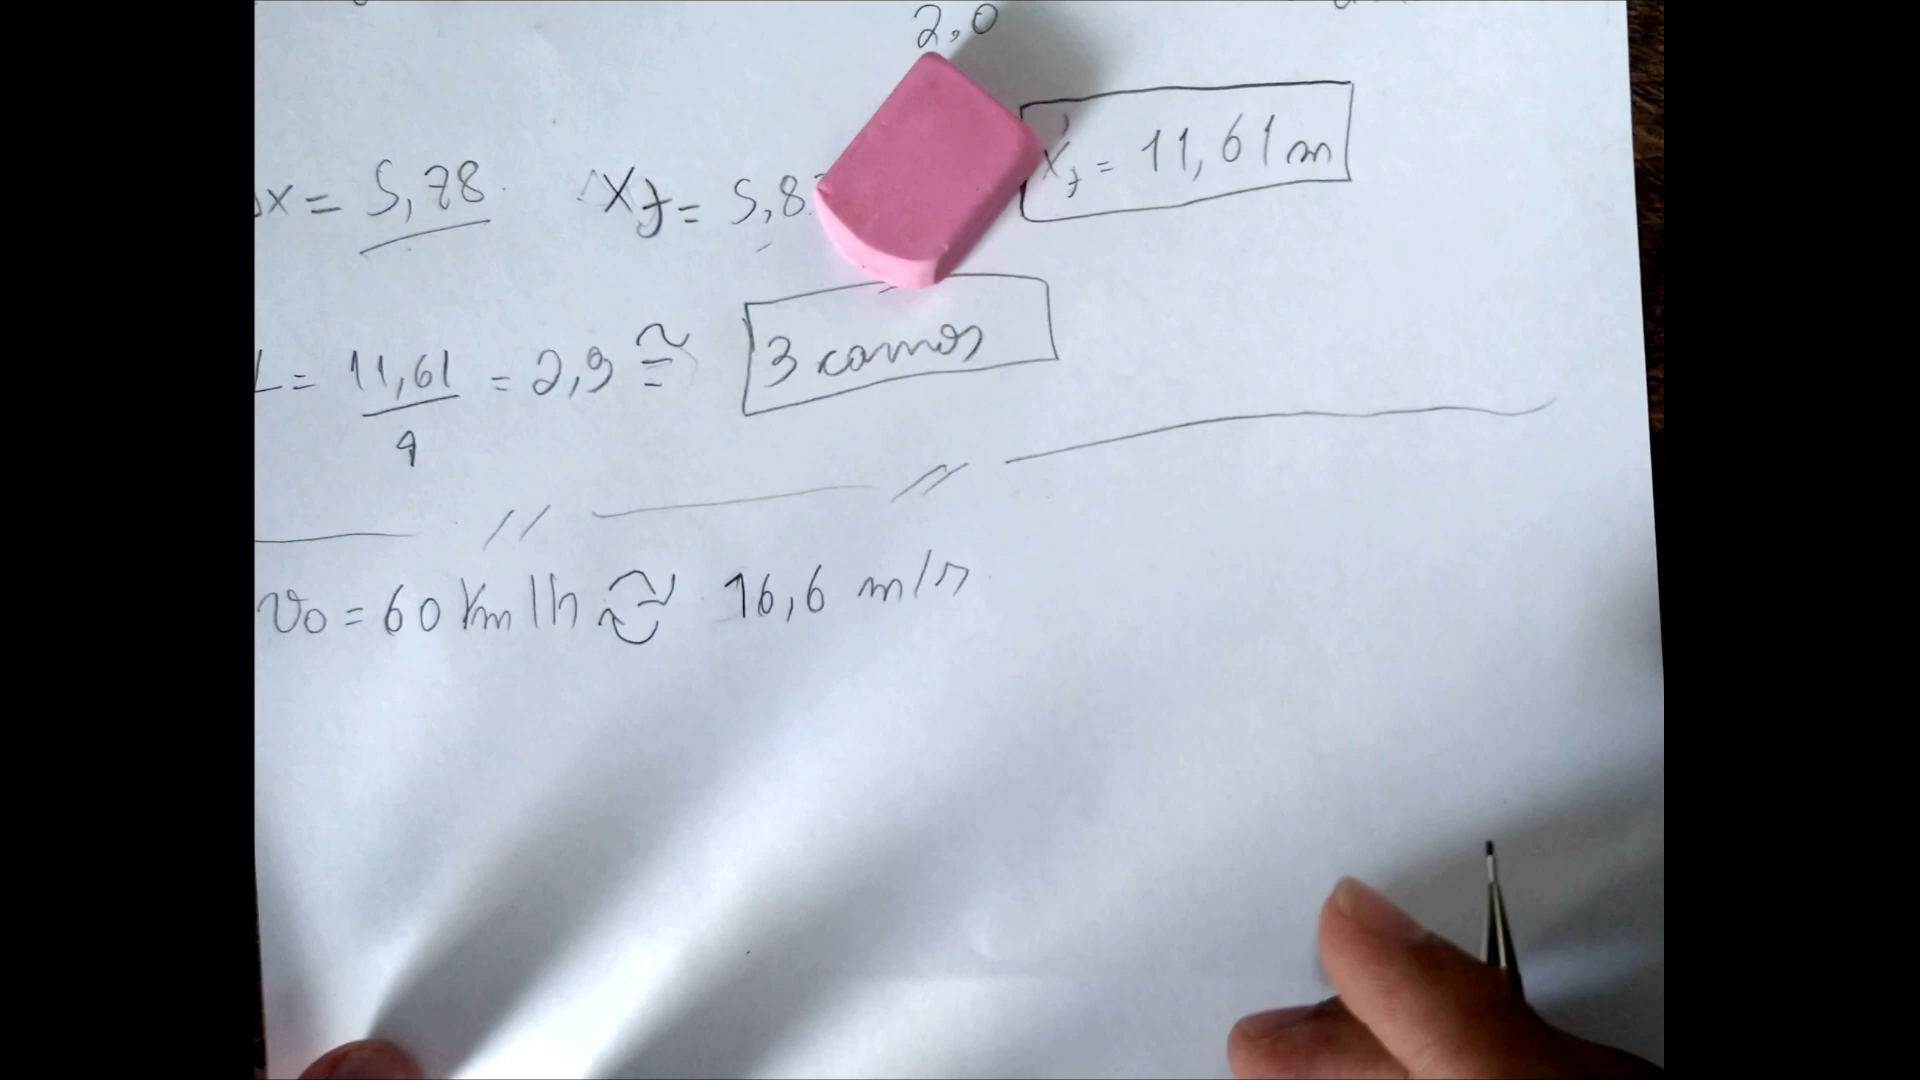 2,0
Δx = 5,78 Xf = 5,8 Xf = 11,61 m
L = 11,61 / 4 = 2,9 ≅ 3 carros
v0 = 60 Km/h ≅ 16,6 m/s